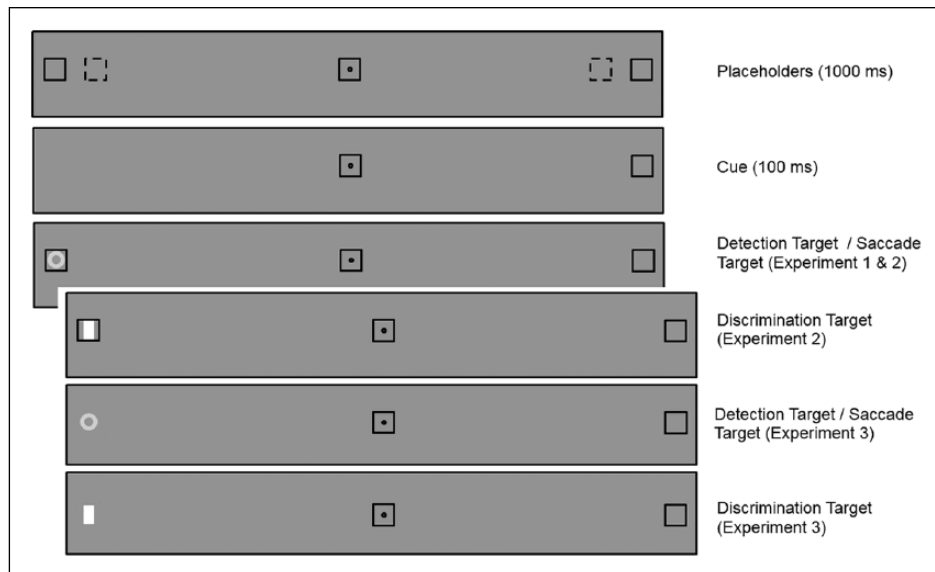 Placeholders (1000 ms)
Cue (100 ms)
Detection Target / Saccade
Target (Experiment 1 & 2)
Discrimination Target
(Experiment 2)
Detection Target / Saccade
Target (Experiment 3)
Discrimination Target
(Experiment 3)